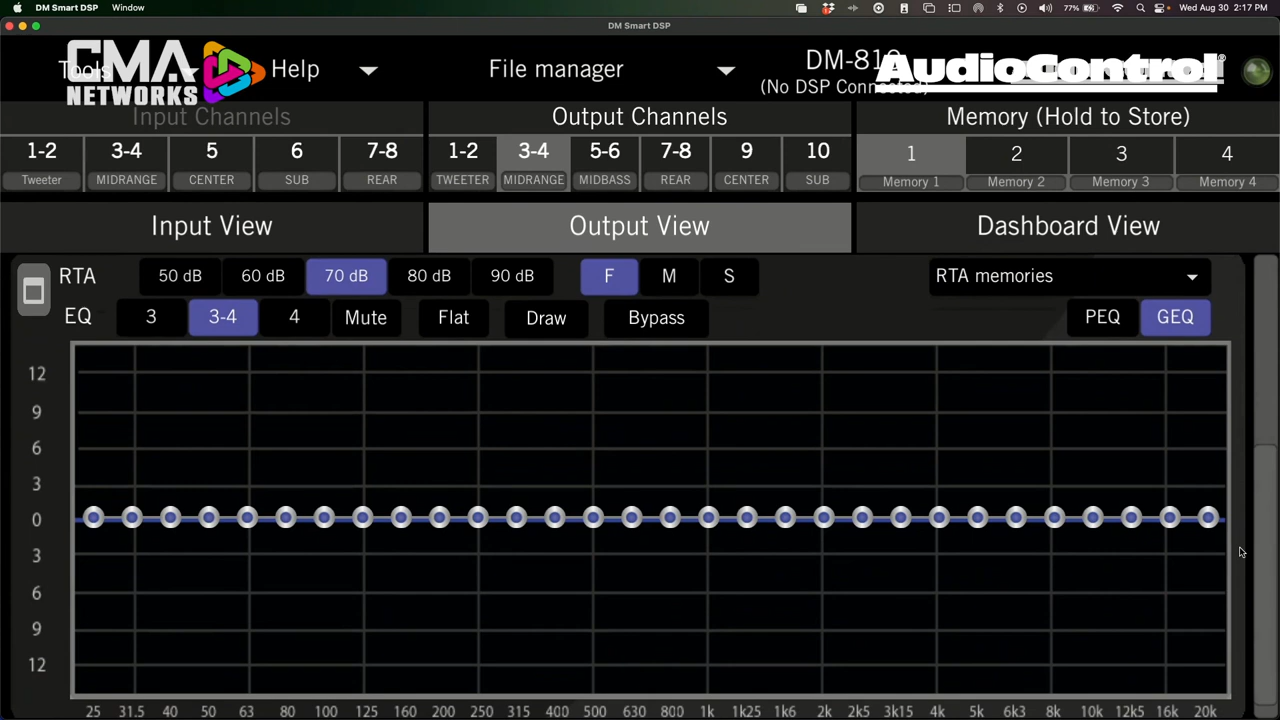 DM Smart DSP Window 77% Wed Aug 30 2:17 PM
DM Smart DSP
CMA NETWORKS Tools Help File manager DM-810 AudioControl®
(No DSP Connected)
Input Channels Output Channels Memory (Hold to Store)
1-2 3-4 5 6 7-8 1-2 3-4 5-6 7-8 9 10 1 2 3 4
Tweeter MIDRANGE CENTER SUB REAR TWEETER MIDRANGE MIDBASS REAR CENTER SUB Memory 1 Memory 2 Memory 3 Memory 4
Input View Output View Dashboard View
RTA 50 dB 60 dB 70 dB 80 dB 90 dB F M S RTA memories
EQ 3 3-4 4 Mute Flat Draw Bypass PEQ GEQ
12
9
6
3
0
3
6
9
12
25 31.5 40 50 63 80 100 125 160 200 250 315 400 500 630 800 1k 1k25 1k6 2k 2k5 3k15 4k 5k 6k3 8k 10k 12k5 16k 20k